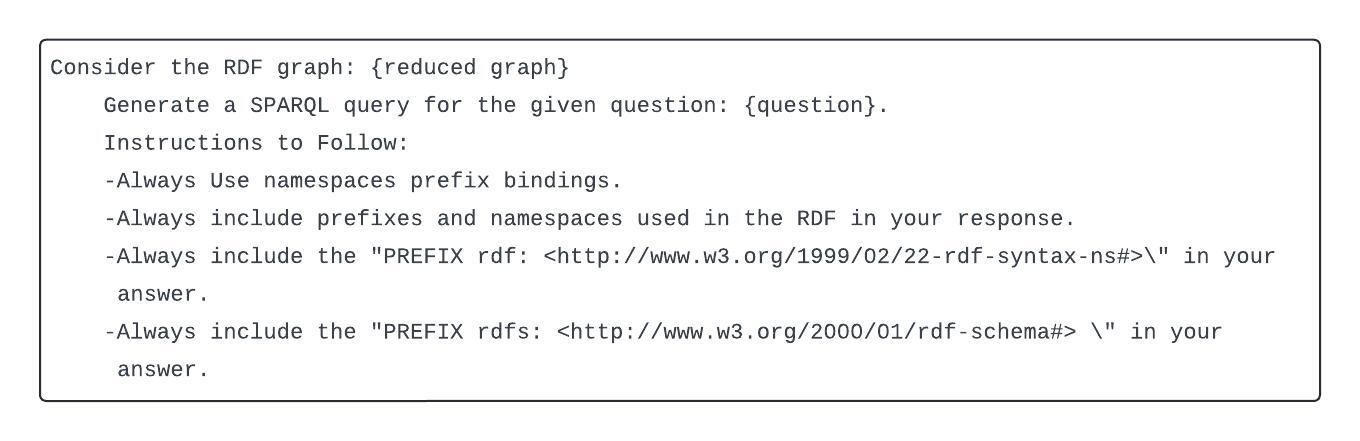 Consider the RDF graph: {reduced graph}
Generate a SPARQL query for the given question: {question}.
Instructions to Follow:
-Always Use namespaces prefix bindings.
-Always include prefixes and namespaces used in the RDF in your response.
-Always include the "PREFIX rdf: <http://www.w3.org/1999/02/22-rdf-syntax-ns#>\" in your
answer.
-Always include the "PREFIX rdfs: <http://www.w3.org/2000/01/rdf-schema#> \" in your
answer.